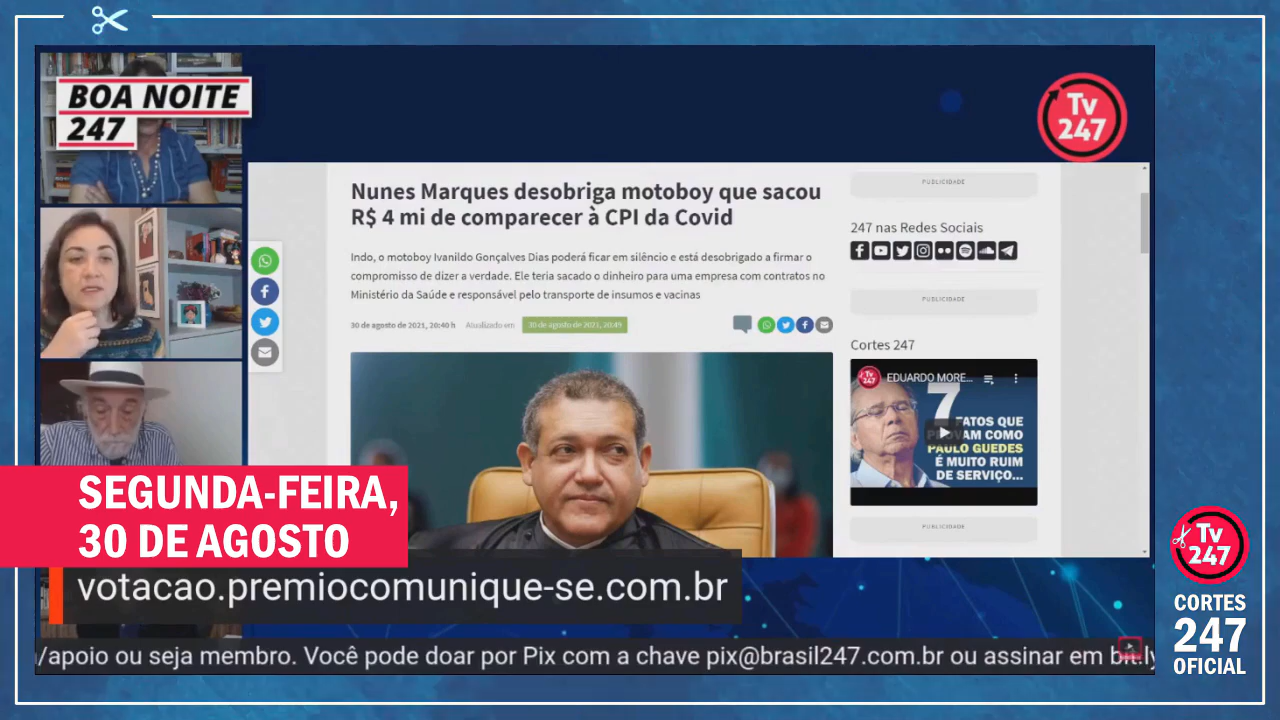 BOA NOITE
247
Tv
247
Nunes Marques desobriga motoboy que sacou
R$ 4 mi de comparecer à CPI da Covid
Indo, o motoboy Ivanildo Gonçalves Dias poderá ficar em silêncio e está desobrigado a firmar o
compromisso de dizer a verdade. Ele teria sacado o dinheiro para uma empresa com contratos no
Ministério da Saúde e responsável pelo transporte de insumos e vacinas
30 de agosto de 2021, 20:40 h Atualizado em 30 de agosto de 2021, 20:49
PUBLICIDADE
247 nas Redes Sociais
PUBLICIDADE
Cortes 247
Tv
247
EDUARDO MORE...
7
FATOS QUE
PROVAM COMO
PAULO GUEDES
É MUITO RUIM
DE SERVIÇO...
PUBLICIDADE
SEGUNDA-FEIRA,
30 DE AGOSTO
votacao.premiocomunique-se.com.br
/apoio ou seja membro. Você pode doar por Pix com a chave pix@brasil247.com.br ou assinar em bit.ly
Tv
247
CORTES
247
OFICIAL